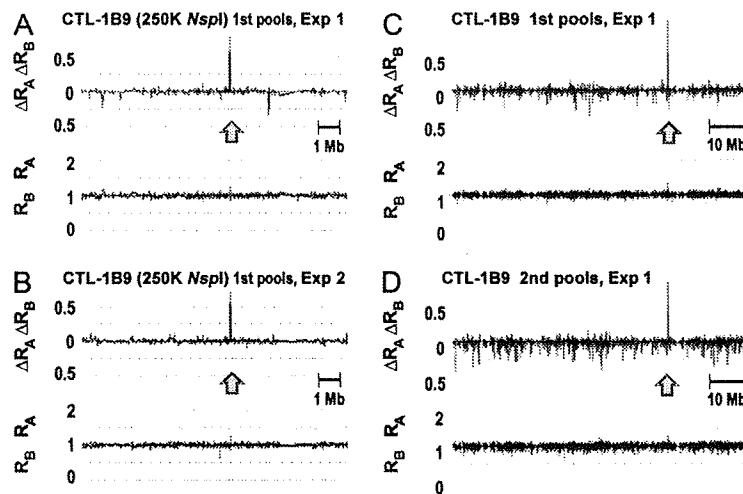 A CTL-1B9 (250K NspI) 1st pools, Exp 1
ΔR_A ΔR_B
0.5
0
0.5
1 Mb
R_B R_A
2
1
0
B CTL-1B9 (250K NspI) 1st pools, Exp 2
ΔR_A ΔR_B
0.5
0
0.5
1 Mb
R_B R_A
2
1
0
C CTL-1B9 1st pools, Exp 1
ΔR_A ΔR_B
0.5
0
0.5
10 Mb
R_B R_A
2
1
0
D CTL-1B9 2nd pools, Exp 1
ΔR_A ΔR_B
0.5
0
0.5
10 Mb
R_B R_A
2
1
0